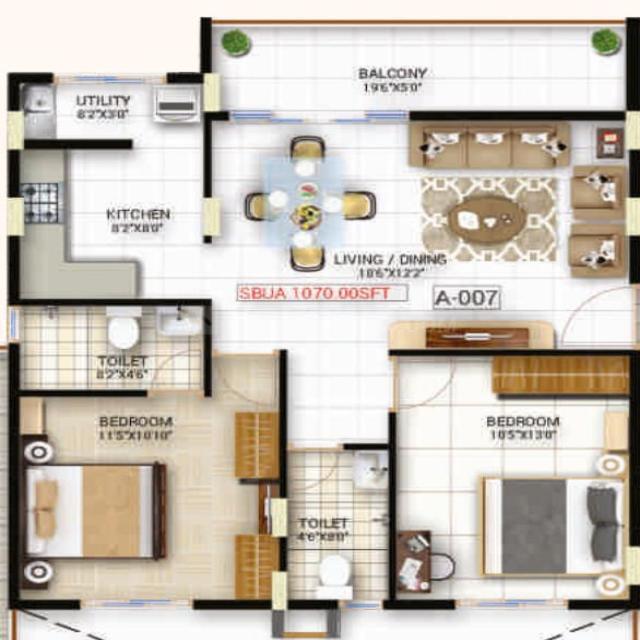 BALCONY
19'6"X5'0"
UTILITY
8'2"X3'0"
KITCHEN
8'2"X8'0"
LIVING / DINING
18'6"X12'2"
SBUA 1070.00SFT
A-007
TOILET
8'2"X4'6"
BEDROOM
11'5"X10'10"
BEDROOM
10'5"X13'0"
TOILET
4'6"X8'0"